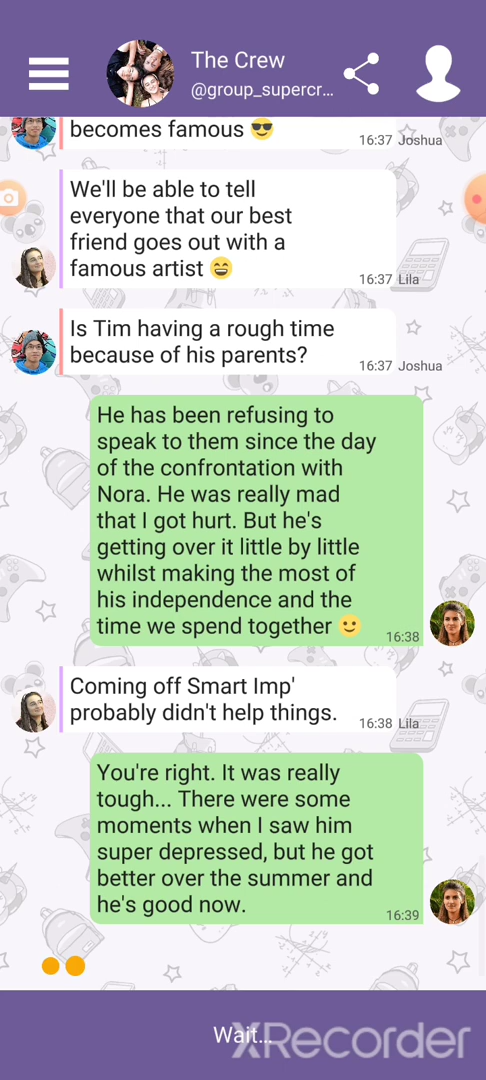 The Crew
@group_supercr...
becomes famous 😎
16:37 Joshua
We'll be able to tell
everyone that our best
friend goes out with a
famous artist 😄
16:37 Lila
Is Tim having a rough time
because of his parents?
16:37 Joshua
He has been refusing to
speak to them since the day
of the confrontation with
Nora. He was really mad
that I got hurt. But he's
getting over it little by little
whilst making the most of
his independence and the
time we spend together 🙂
16:38
Coming off Smart Imp'
probably didn't help things.
16:38 Lila
You're right. It was really
tough... There were some
moments when I saw him
super depressed, but he got
better over the summer and
he's good now.
16:39
Wait...
XRecorder